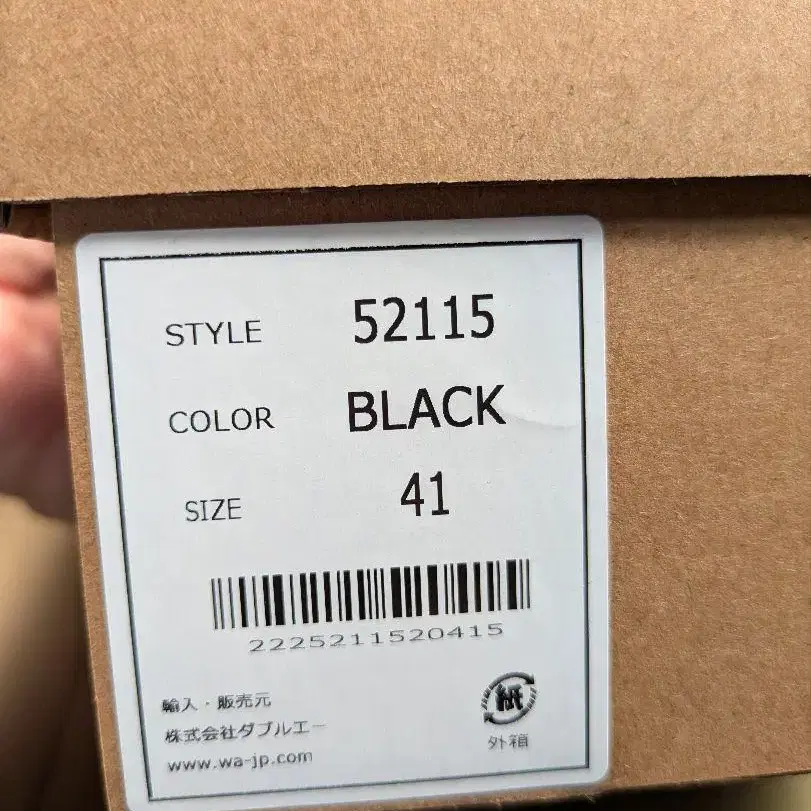 STYLE 52115
COLOR BLACK
SIZE 41
2225211520415
輸入・販売元
株式会社ダブルエー
www.wa-jp.com
紙
外箱